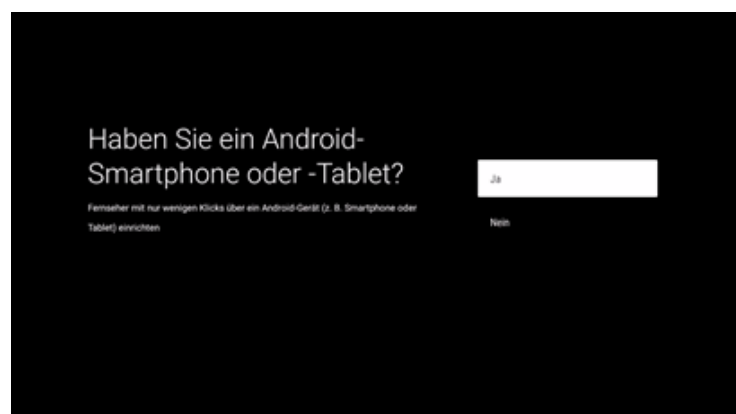 Haben Sie ein Android-
Smartphone oder -Tablet?
Fernseher mit nur wenigen Klicks über ein Android-Gerät (z. B. Smartphone oder
Tablet) einrichten
Ja
Nein